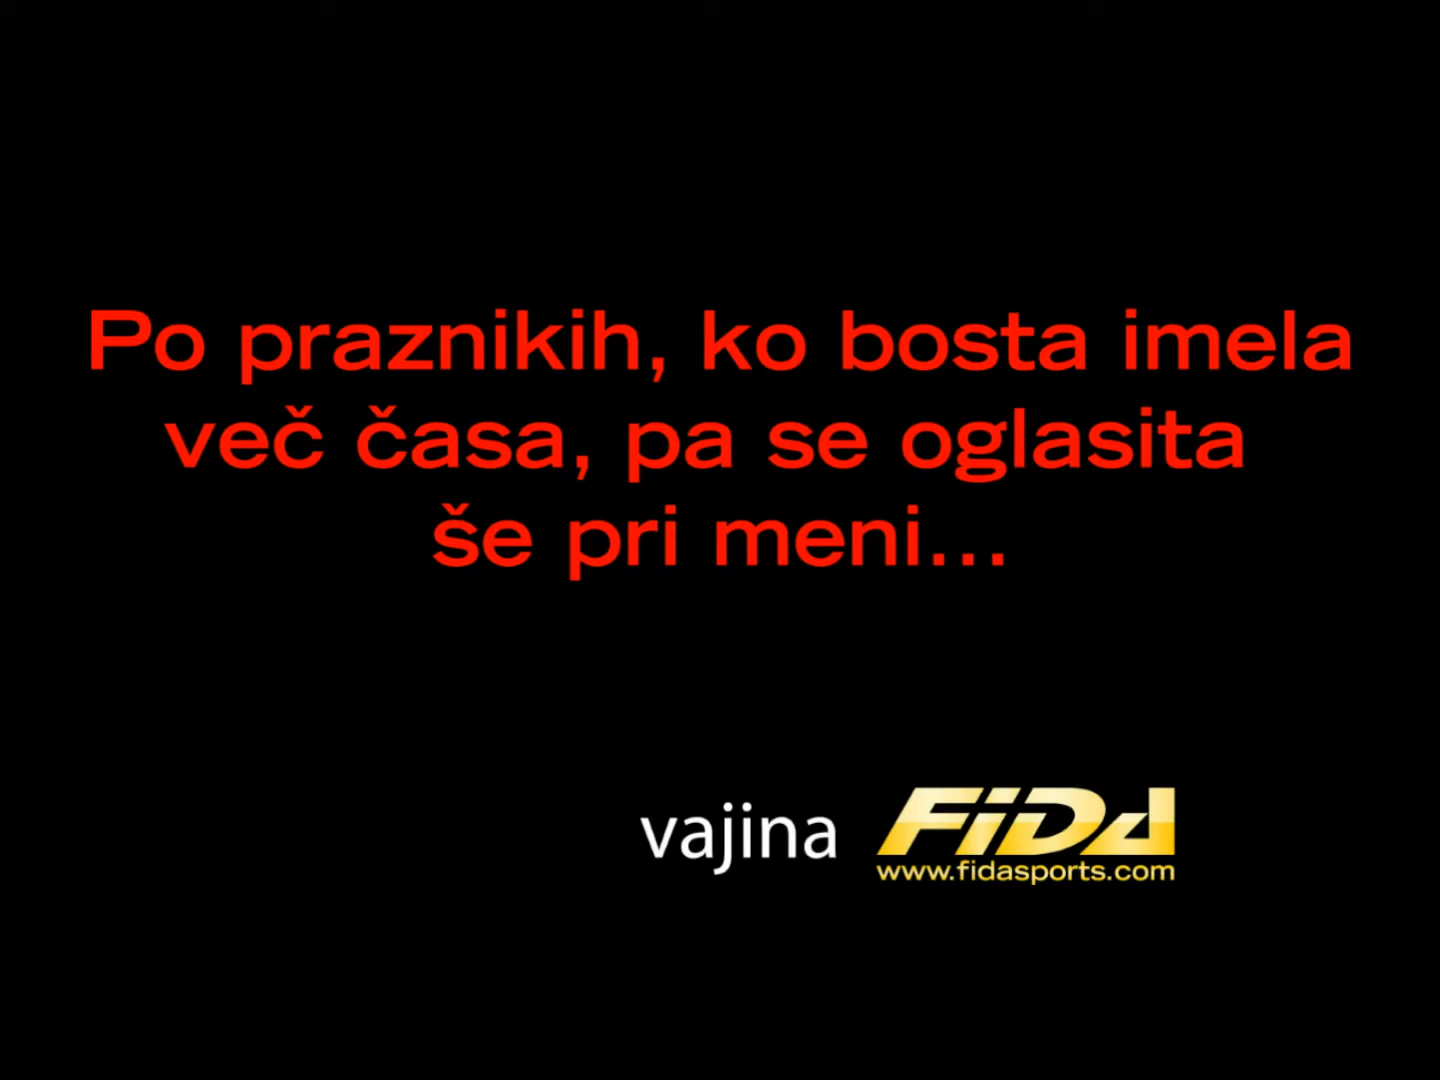 Po praznikih, ko bosta imela
več časa, pa se oglasita
še pri meni...
vajina FiDA
www.fidasports.com